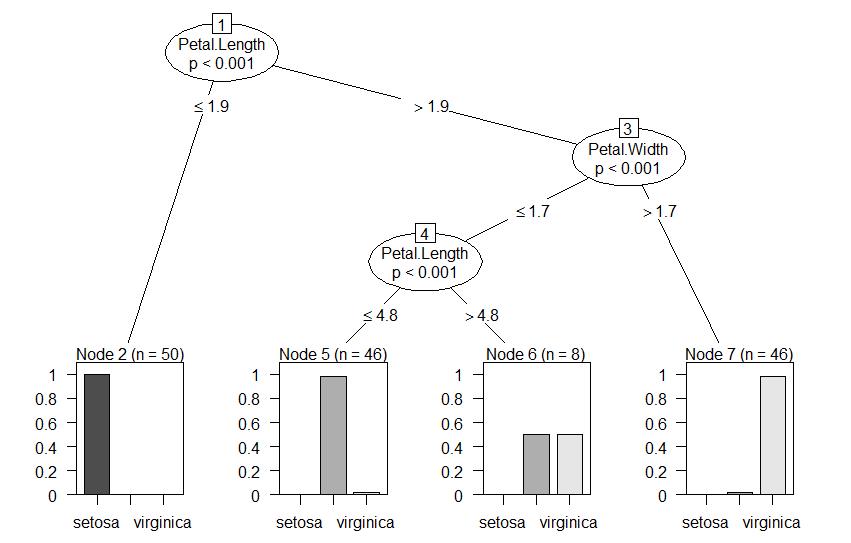 1
Petal.Length
p < 0.001
≤ 1.9
> 1.9
3
Petal.Width
p < 0.001
≤ 1.7
> 1.7
4
Petal.Length
p < 0.001
≤ 4.8
> 4.8
Node 2 (n = 50)
1
0.8
0.6
0.4
0.2
0
setosa
virginica
Node 5 (n = 46)
1
0.8
0.6
0.4
0.2
0
setosa
virginica
Node 6 (n = 8)
1
0.8
0.6
0.4
0.2
0
setosa
virginica
Node 7 (n = 46)
1
0.8
0.6
0.4
0.2
0
setosa
virginica